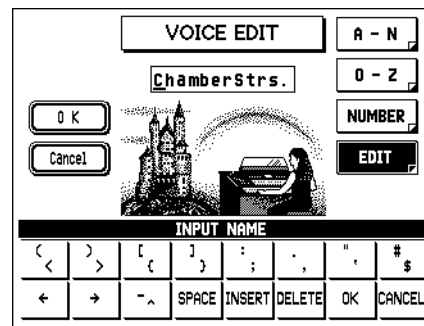 VOICE EDIT
A - N
ChamberStrs.
O - Z
OK
NUMBER
Cancel
EDIT
INPUT NAME
( < ) > [ { ] } : ; . , " ' # $
← → - ^ SPACE INSERT DELETE OK CANCEL